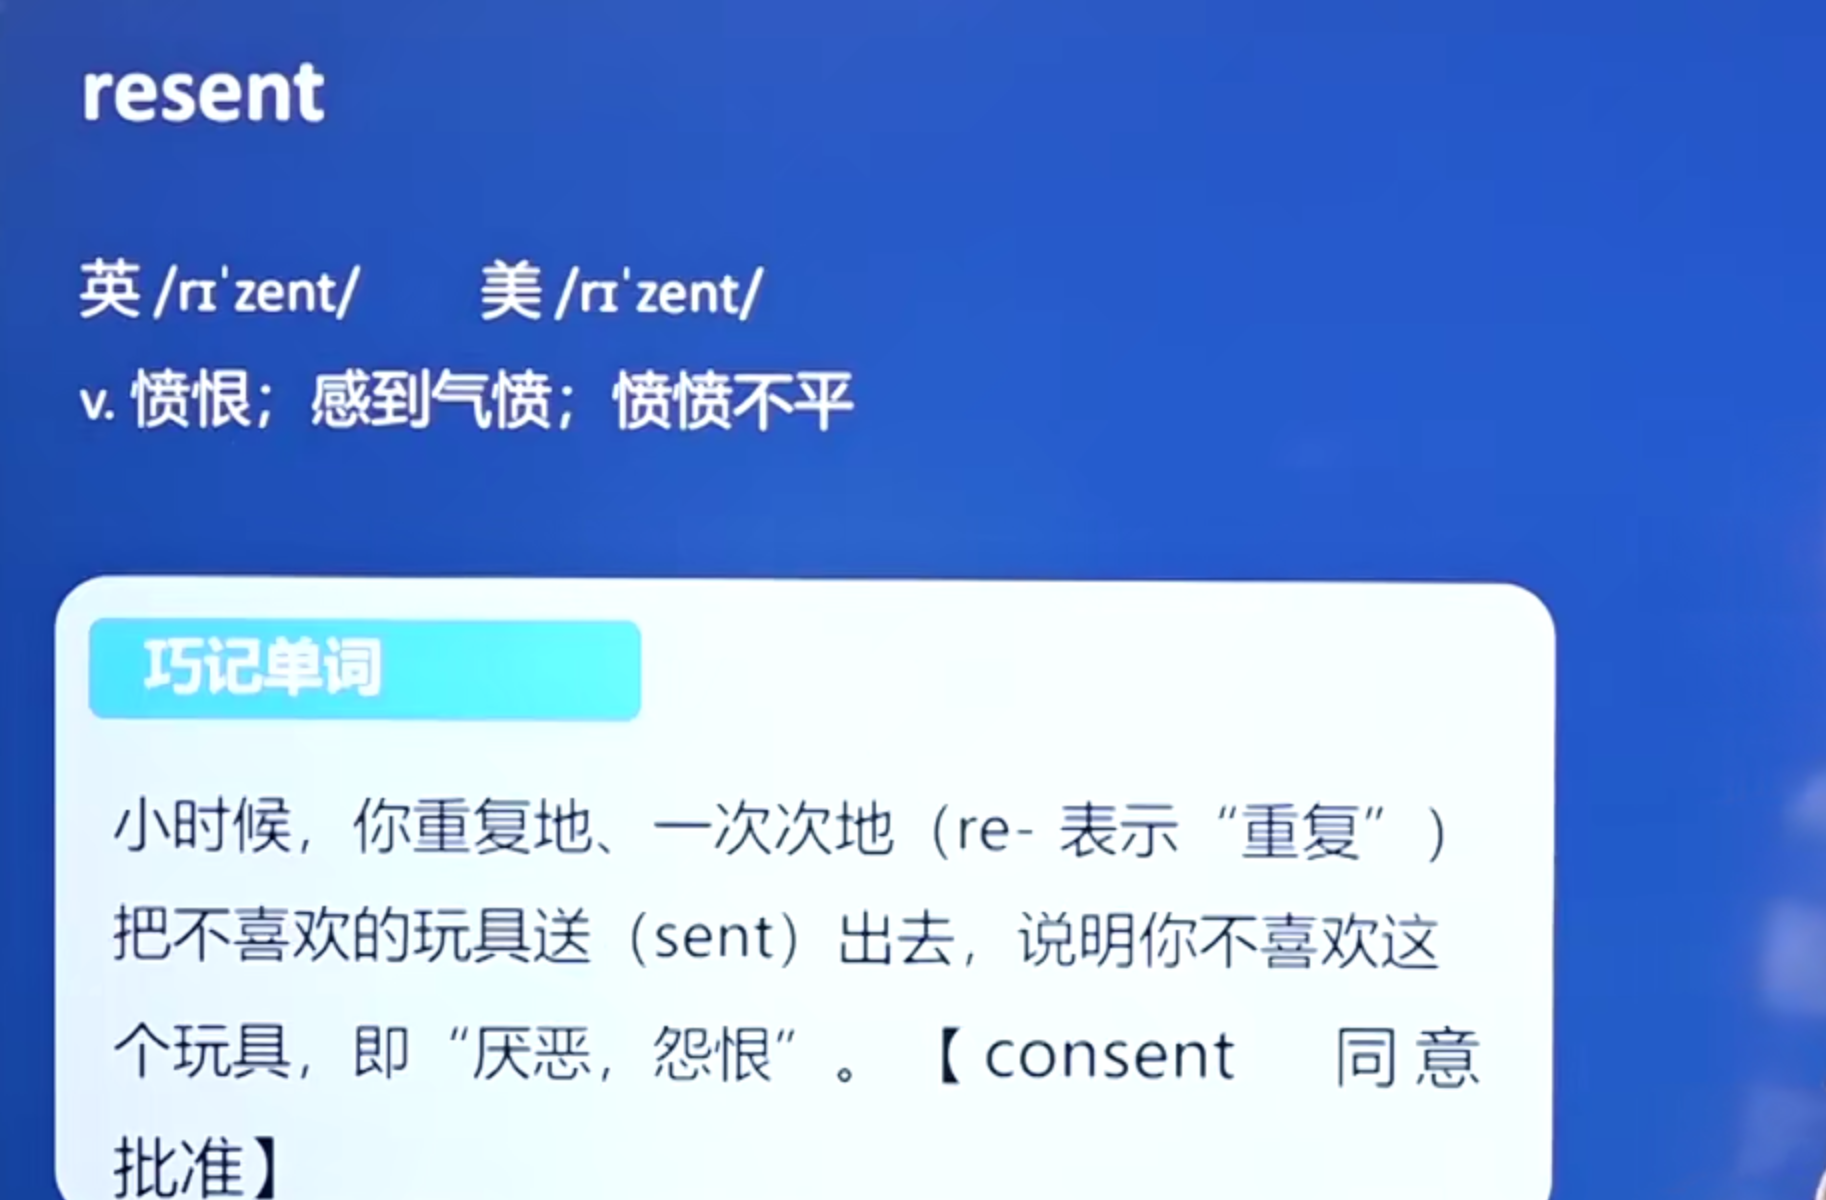 resent
英 /rɪˈzent/ 美 /rɪˈzent/
v. 愤恨；感到气愤；愤愤不平
巧记单词
小时候，你重复地、一次次地（re- 表示“重复”）
把不喜欢的玩具送（sent）出去，说明你不喜欢这
个玩具，即“厌恶，怨恨”。【consent 同意
批准】